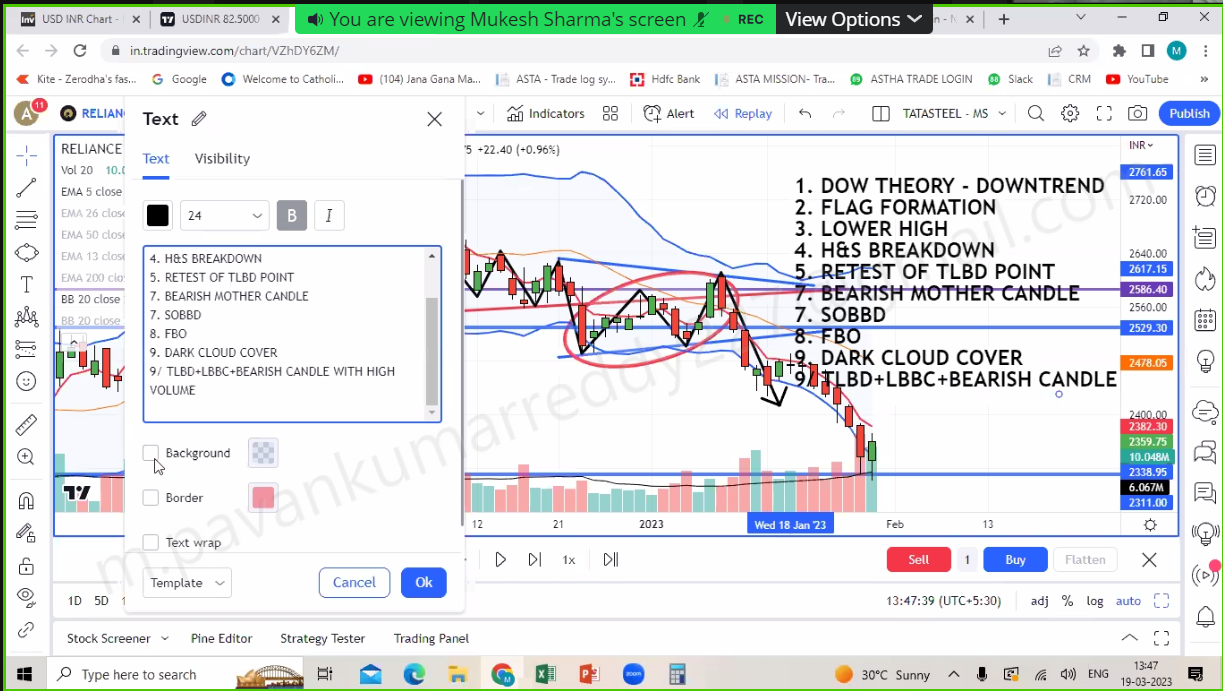 USD INR Chart -
USDINR 82.5000
You are viewing Mukesh Sharma's screen
REC
View Options
in.tradingview.com/chart/VZhDY6ZM/
M
Kite - Zerodha's fas...
Google
Welcome to Catholi...
(104) Jana Gana Ma...
ASTA - Trade log sy...
Hdfc Bank
ASTA MISSION- Tra...
ASTHA TRADE LOGIN
Slack
CRM
YouTube
A
11
RELIAN
Indicators
Alert
Replay
TATASTEEL - MS
Publish
Text
Text
Visibility
24
B
I
4. H&S BREAKDOWN
5. RETEST OF TLBD POINT
7. BEARISH MOTHER CANDLE
7. SOBBD
8. FBO
9. DARK CLOUD COVER
9/ TLBD+LBBC+BEARISH CANDLE WITH HIGH
VOLUME
Background
Border
Text wrap
Template
Cancel
Ok
RELIANCE
Vol 20 10.0
EMA 5 close
EMA 26 close
EMA 50 close
EMA 13 close
EMA 200 clos
BB 20 close
BB 20 close
+22.40 (+0.96%)
1. DOW THEORY - DOWNTREND
2. FLAG FORMATION
3. LOWER HIGH
4. H&S BREAKDOWN
5. RETEST OF TLBD POINT
7. BEARISH MOTHER CANDLE
7. SOBBD
8. FBO
9. DARK CLOUD COVER
9/ TLBD+LBBC+BEARISH CANDLE
INR
2761.65
2720.00
2640.00
2617.15
2586.40
2560.00
2529.30
2478.05
2400.00
2382.30
2359.75
10.048M
2338.95
6.067M
2311.00
12
21
2023
Wed 18 Jan '23
Feb
13
1x
Sell
1
Buy
Flatten
1D 5D
13:47:39 (UTC+5:30)
adj
%
log
auto
Stock Screener
Pine Editor
Strategy Tester
Trading Panel
Type here to search
30°C Sunny
ENG
13:47
19-03-2023